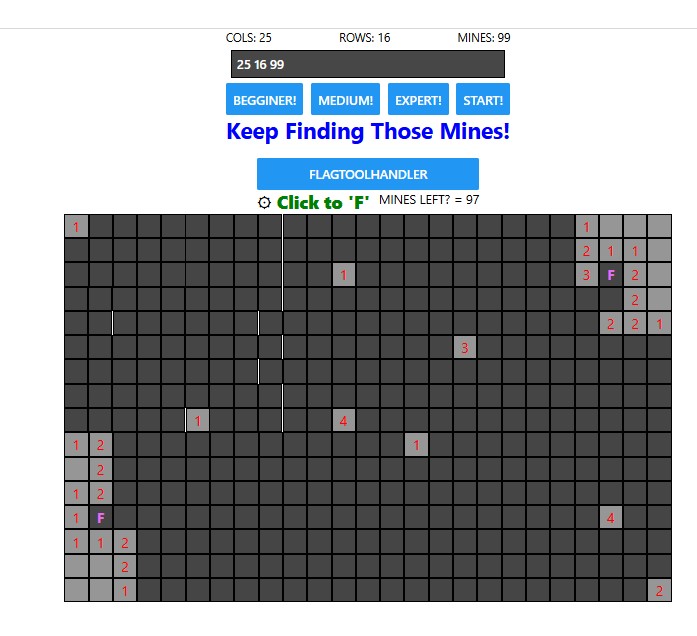 COLS: 25 ROWS: 16 MINES: 99
25 16 99
BEGGINER! MEDIUM! EXPERT! START!
Keep Finding Those Mines!
FLAGTOOLHANDLER
Click to 'F' MINES LEFT? = 97
1 1
2 1 1
1 3 F 2
2
2 2 1
3
1 4
1 2 1
2
1 2
1 F 4
1 1 2
2
1 2